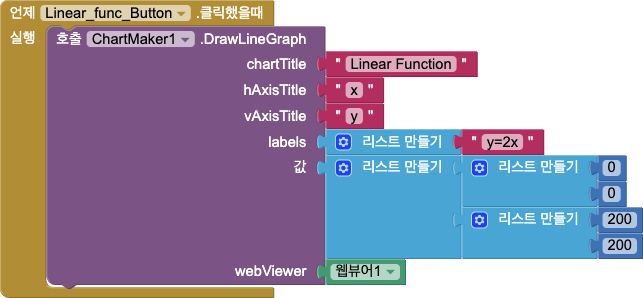 언제 Linear_func_Button .클릭했을때
실행 호출 ChartMaker1 .DrawLineGraph
chartTitle " Linear Function "
hAxisTitle " x "
vAxisTitle " y "
labels 리스트 만들기 " y=2x "
값 리스트 만들기 리스트 만들기 0
0
리스트 만들기 200
200
webViewer 웹뷰어1